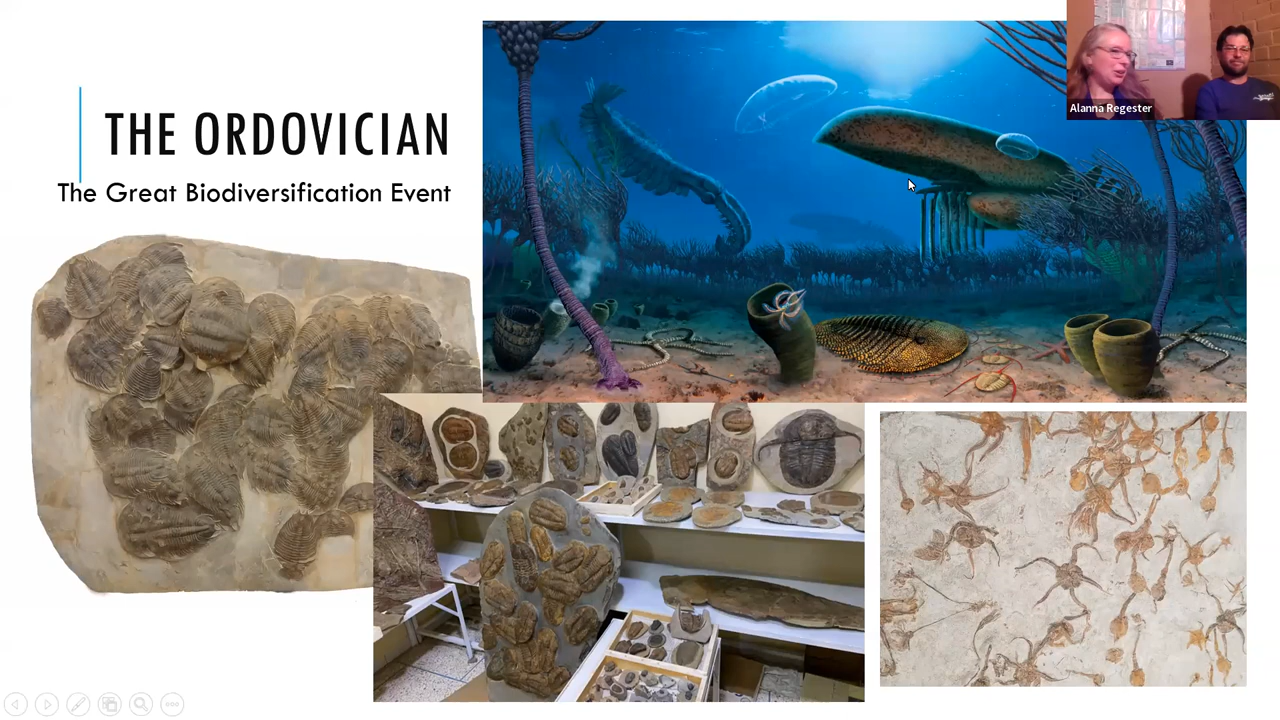 THE ORDOVICIAN
The Great Biodiversification Event
Alanna Regester